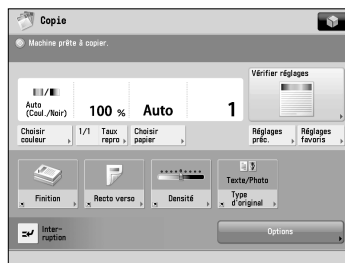 Copie
Machine prête à copier.
Vérifier réglages
Auto
(Coul./Noir)
100 %
Auto
1
Choisir
couleur
1/1
Taux
repro
Choisir
papier
Réglages
préc.
Réglages
favoris
Texte/Photo
Finition
Recto verso
Densité
Type
d'original
Inter-
ruption
Options